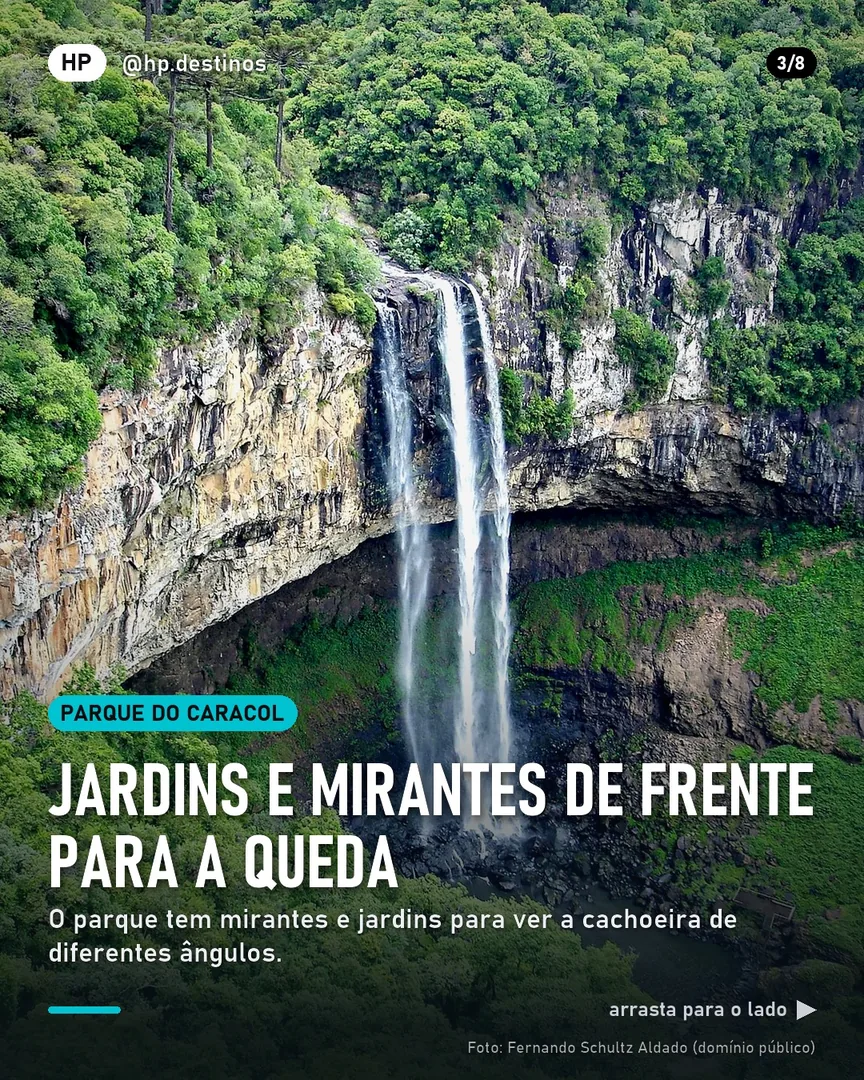 HP @hp.destinos 3/8
PARQUE DO CARACOL
JARDINS E MIRANTES DE FRENTE
PARA A QUEDA
O parque tem mirantes e jardins para ver a cachoeira de
diferentes ângulos.
arrasta para o lado ▶
Foto: Fernando Schultz Aldado (domínio público)